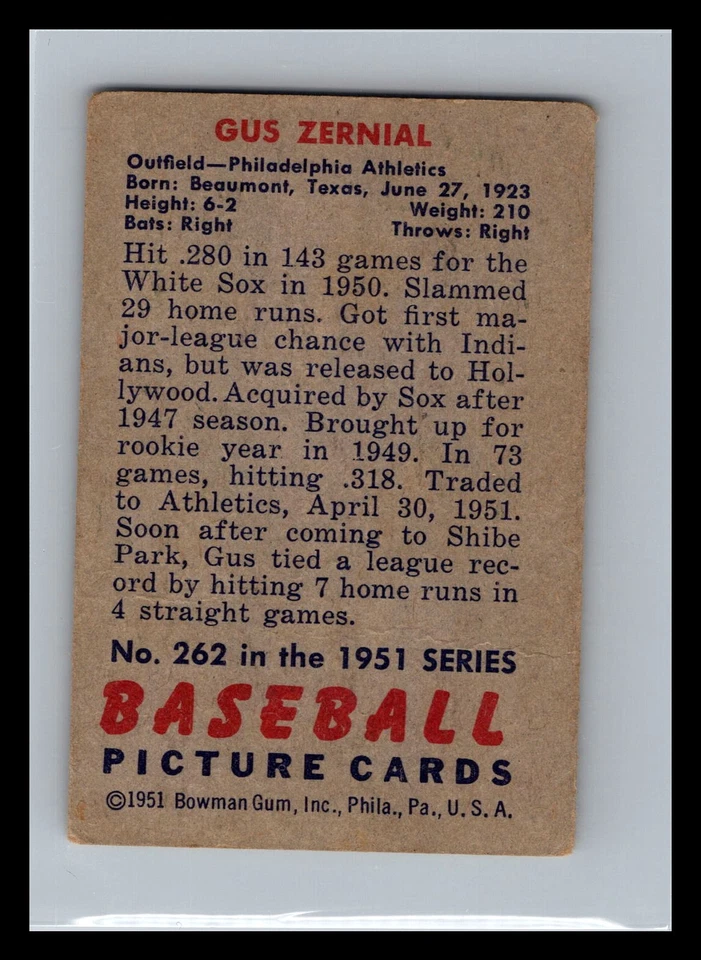 GUS ZERNIAL
Outfield—Philadelphia Athletics
Born: Beaumont, Texas, June 27, 1923
Height: 6-2 Weight: 210
Bats: Right Throws: Right
Hit .280 in 143 games for the
White Sox in 1950. Slammed
29 home runs. Got first ma-
jor-league chance with Indi-
ans, but was released to Hol-
lywood. Acquired by Sox after
1947 season. Brought up for
rookie year in 1949. In 73
games, hitting .318. Traded
to Athletics, April 30, 1951.
Soon after coming to Shibe
Park, Gus tied a league rec-
ord by hitting 7 home runs in
4 straight games.
No. 262 in the 1951 SERIES
BASEBALL
PICTURE CARDS
©1951 Bowman Gum, Inc., Phila., Pa., U. S. A.